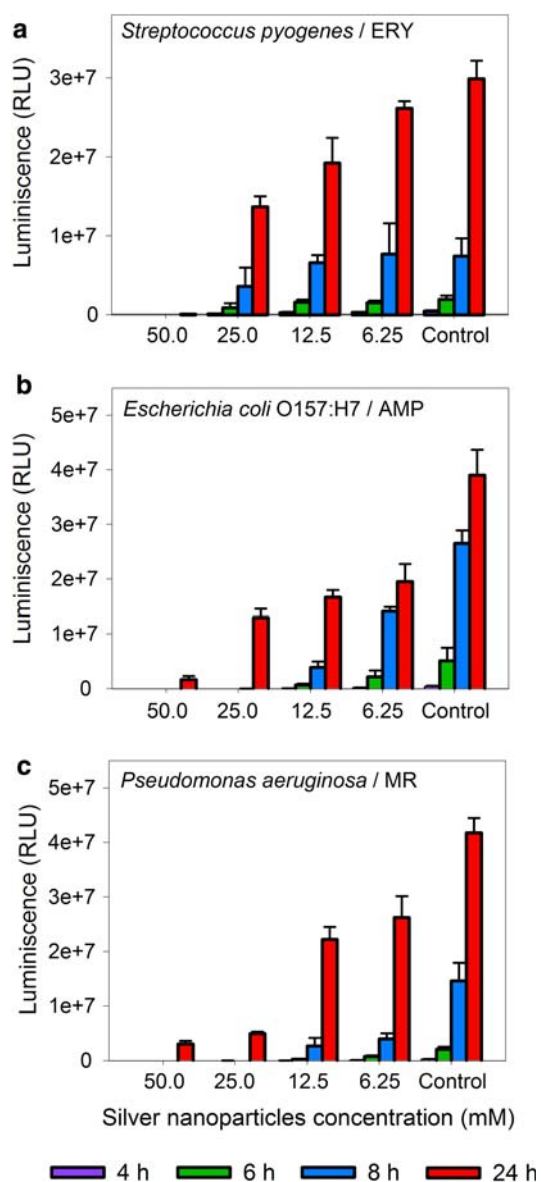 a
Streptococcus pyogenes / ERY
Luminiscence (RLU)
3e+7
2e+7
1e+7
0
50.0 25.0 12.5 6.25 Control
b
Escherichia coli O157:H7 / AMP
Luminiscence (RLU)
5e+7
4e+7
3e+7
2e+7
1e+7
0
50.0 25.0 12.5 6.25 Control
c
Pseudomonas aeruginosa / MR
Luminiscence (RLU)
5e+7
4e+7
3e+7
2e+7
1e+7
0
50.0 25.0 12.5 6.25 Control
Silver nanoparticles concentration (mM)
4 h 6 h 8 h 24 h